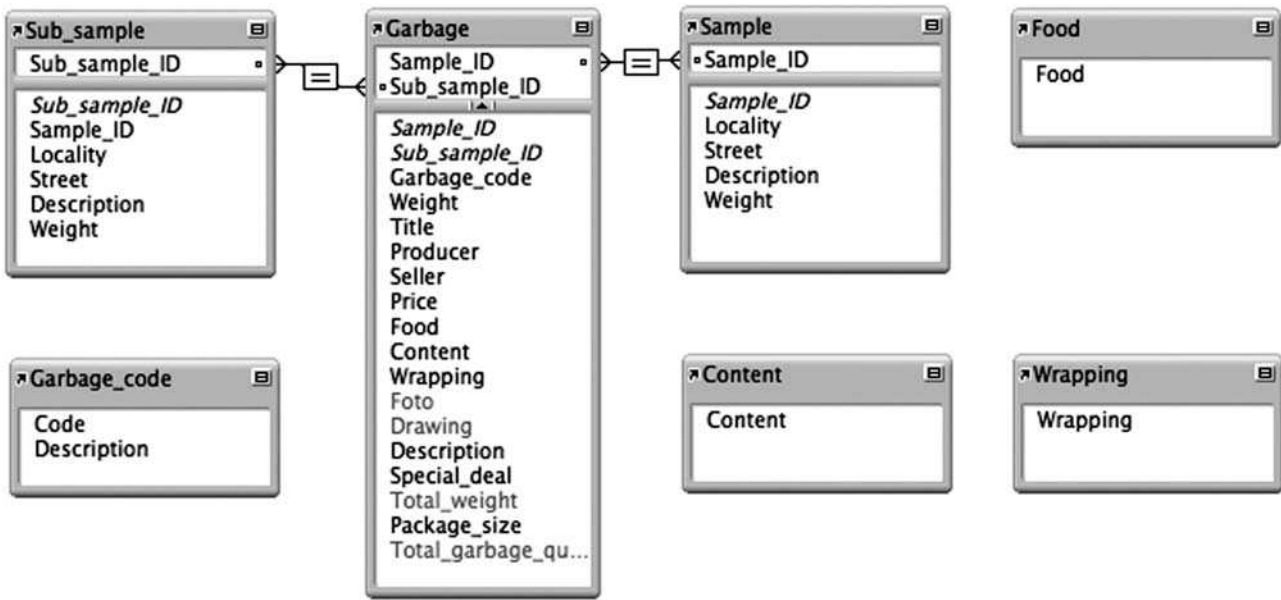 Sub_sample
Sub_sample_ID
Sub_sample_ID
Sample_ID
Locality
Street
Description
Weight
Garbage
Sample_ID
Sub_sample_ID
Sample_ID
Sub_sample_ID
Garbage_code
Weight
Title
Producer
Seller
Price
Food
Content
Wrapping
Foto
Drawing
Description
Special_deal
Total_weight
Package_size
Total_garbage_qu...
Sample
Sample_ID
Sample_ID
Locality
Street
Description
Weight
Food
Food
Garbage_code
Code
Description
Content
Content
Wrapping
Wrapping